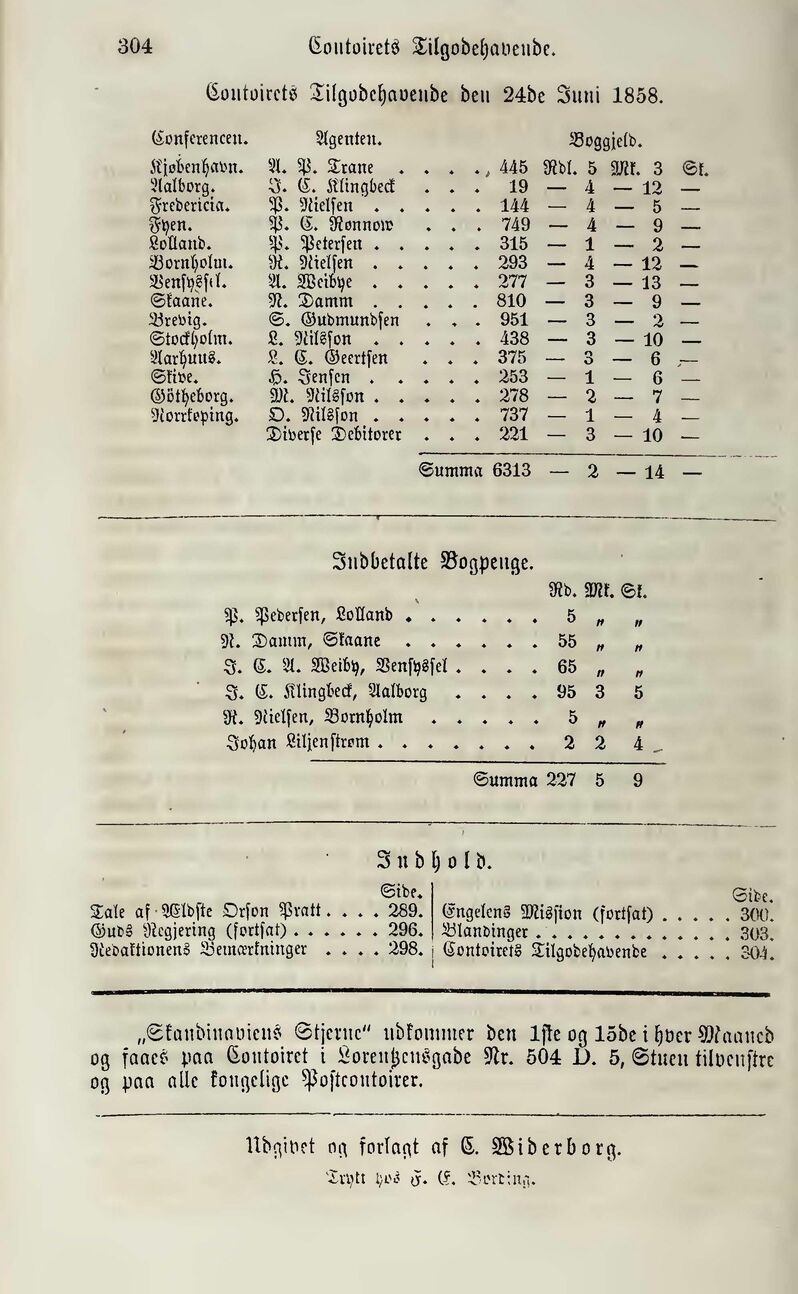 304 Contoirets Tilgodehavende.
Contoirets Tilgodehavende den 24de Juni 1858.
Conferencen. Agenten. Boggjeld.
Kjøbenhavn. A. P. Trane . . . . , 445 Rbl. 5 Mk. 3 Sk.
Aalborg. J. C. Klingbeck . . . 19 — 4 — 12 —
Fredericia. P. Nielsen . . . . . 144 — 4 — 5 —
Fyen. P. C. Rønnow . . . 749 — 4 — 9 —
Lolland. P. Petersen . . . . . 315 — 1 — 2 —
Bornholm. R. Nielsen . . . . . 293 — 4 — 12 —
Vensyssel. A. Weibye . . . . . 277 — 3 — 13 —
Skaane. N. Damm . . . . . 810 — 3 — 9 —
Brevig. S. Gudmundsen . . . 951 — 3 — 2 —
Stockholm. L. Nilsson . . . . . 438 — 3 — 10 —
Aarhuus. L. C. Geertsen . . . 375 — 3 — 6 —
Skive. H. Jensen . . . . . 253 — 1 — 6 —
Götheborg. M. Nilsson . . . . . 278 — 2 — 7 —
Norrkøping. O. Nilsson . . . . . 737 — 1 — 4 —
Diverse Debitorer . . . 221 — 3 — 10 —
Summa 6313 — 2 — 14 —
Indbetalte Bogpenge.
Rb. Mk. Sk.
P. Pedersen, Lolland . . . . . . 5 „ „
N. Damm, Skaane . . . . . . 55 „ „
J. C. A. Weiby, Vensyssel . . . . 65 „ „
J. C. Klingbeck, Aalborg . . . . 95 3 5
R. Nielsen, Bornholm . . . . . 5 „ „
Johan Liljenstrøm . . . . . . . 2 2 4
Summa 227 5 9
Indhold.
Side. Side.
Tale af Ældste Orson Pratt . . . . 289. Engelens Mission (fortsat) . . . . . 300.
Guds Regjering (fortsat) . . . . . . 296. Blandinger . . . . . . . . . . . . . 303.
Redaktionens Bemærkninger . . . . 298. Contoirets Tilgodehavende . . . . . 304.
„Skandinaviens Stjerne" udkommer den 1ste og 15de i hver Maaned
og faaes paa Contoiret i Lorentzensgade Nr. 504 D. 5, Stuen tilvenstre
og paa alle kongelige Postcontoirer.
Udgivet og forlagt af C. Widerborg.
Trykt hos F. E. Bording.